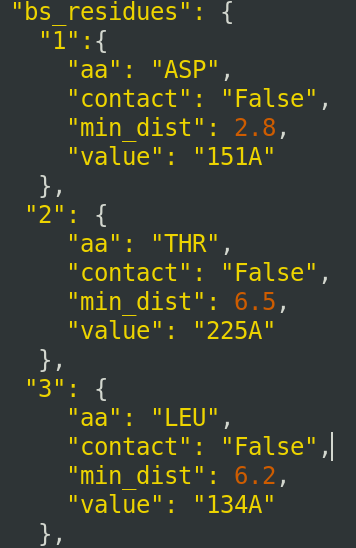 "bs_residues": {
"1":{
"aa": "ASP",
"contact": "False",
"min_dist": 2.8,
"value": "151A"
},
"2": {
"aa": "THR",
"contact": "False",
"min_dist": 6.5,
"value": "225A"
},
"3": {
"aa": "LEU",
"contact": "False",
"min_dist": 6.2,
"value": "134A"
},